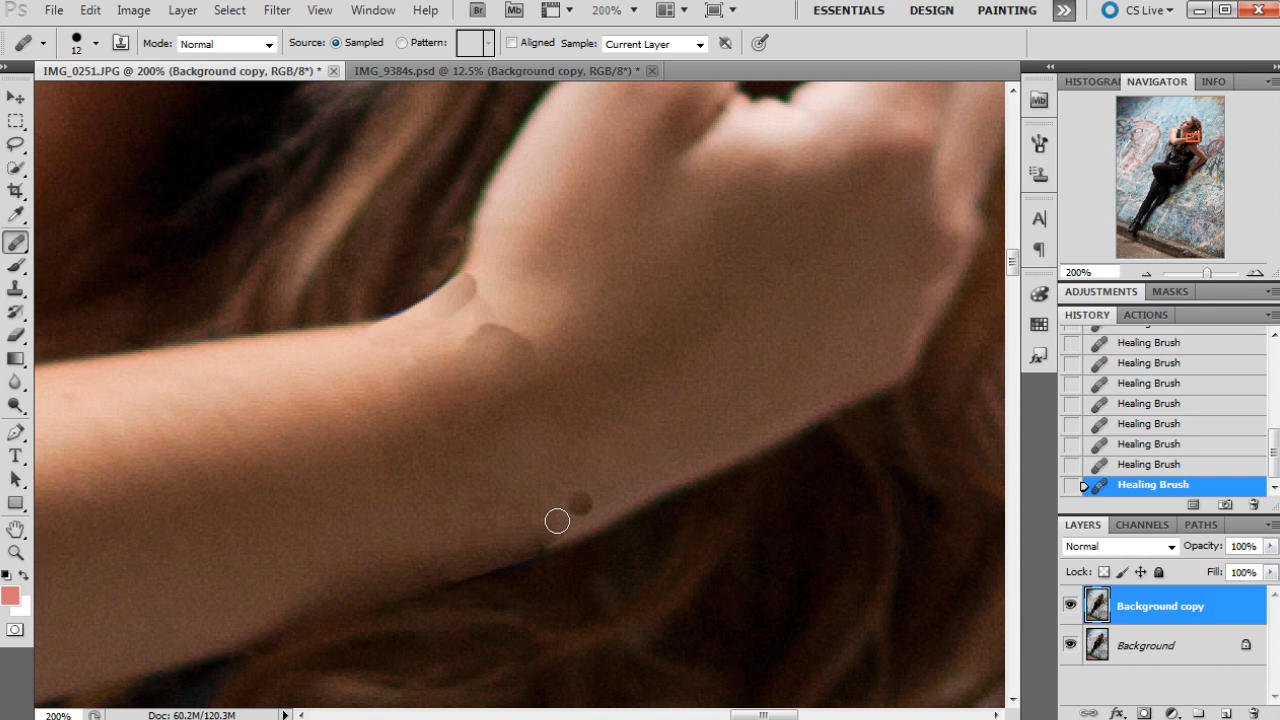 Ps File Edit Image Layer Select Filter View Window Help Br Mb 200% ESSENTIALS DESIGN PAINTING CS Live
12 Mode: Normal Source: Sampled Pattern: Aligned Sample: Current Layer
IMG_0251.JPG @ 200% (Background copy, RGB/8*) * IMG_9384s.psd @ 12.5% (Background copy, RGB/8*) *
HISTOGRAM NAVIGATOR INFO
Mb
200%
ADJUSTMENTS MASKS
HISTORY ACTIONS
Healing Brush
Healing Brush
Healing Brush
Healing Brush
Healing Brush
Healing Brush
Healing Brush
Healing Brush
LAYERS CHANNELS PATHS
Normal Opacity: 100%
Lock: Fill: 100%
Background copy
Background
fx
200% Doc: 60.2M/120.3M